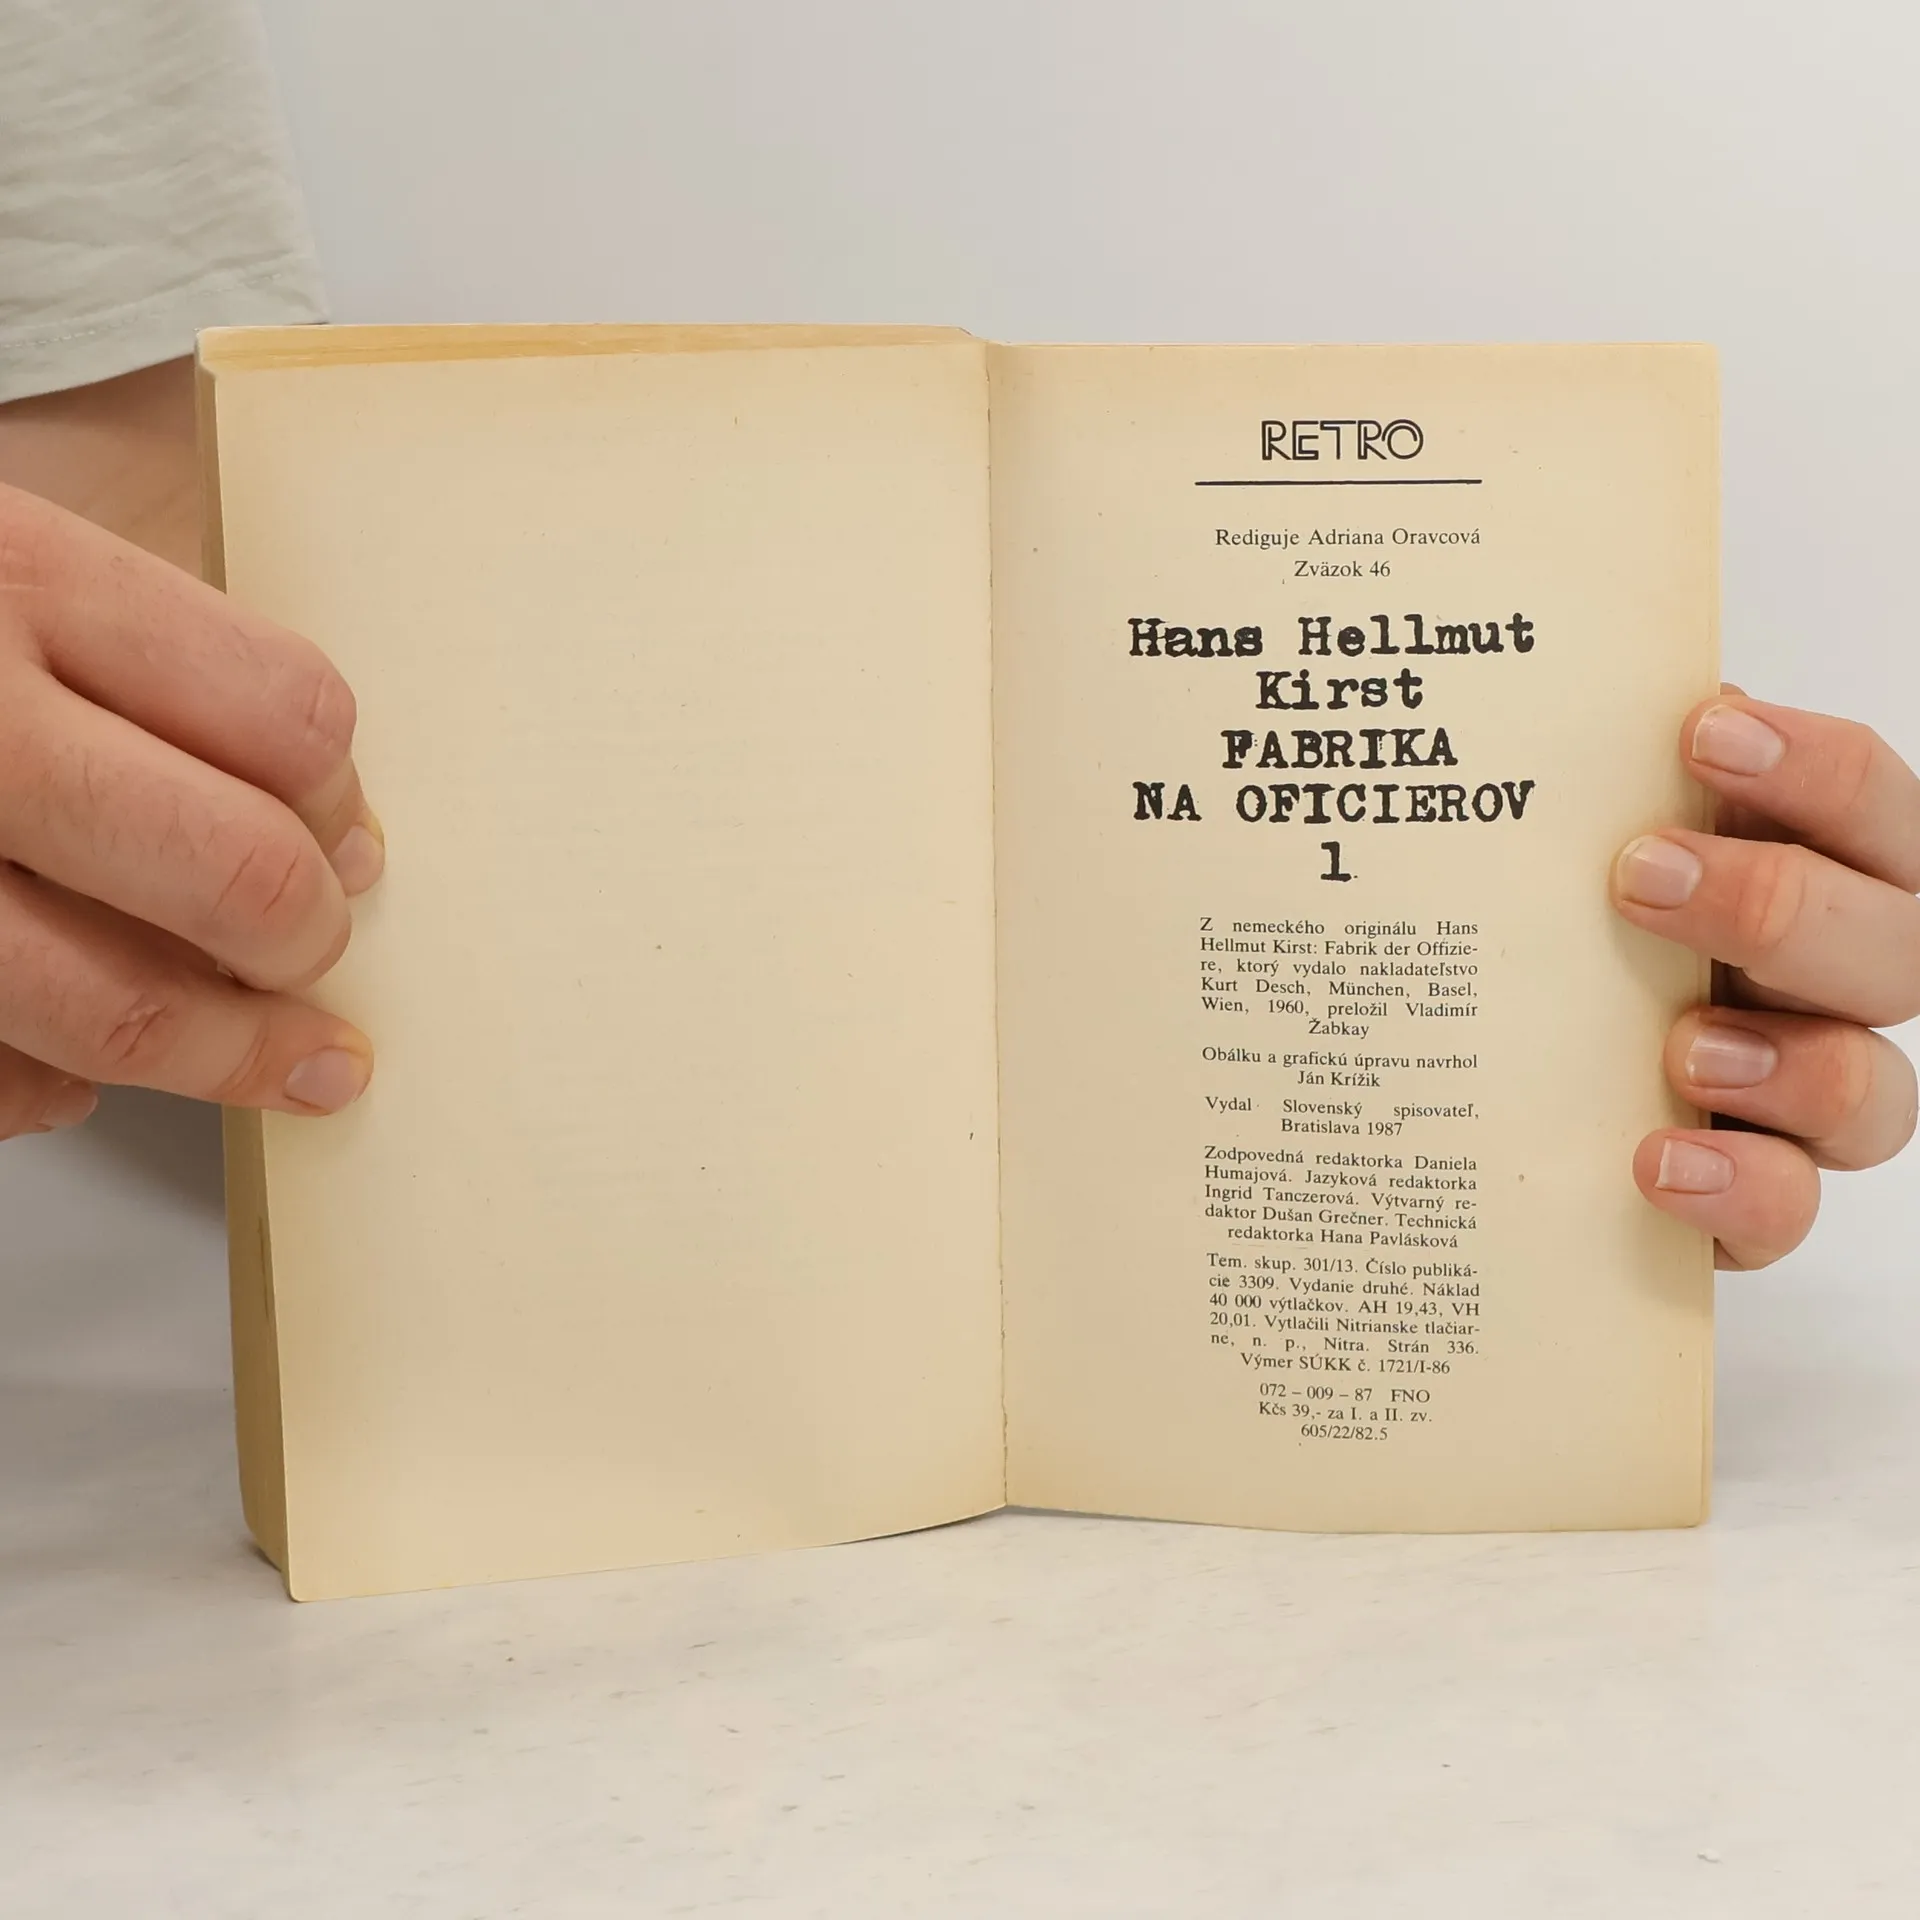 RETRO
Rediguje Adriana Oravcová
Zväzok 46
Hans Hellmut
Kirst
FABRIKA
NA OFICIEROV
1
Z nemeckého originálu Hans
Hellmut Kirst: Fabrik der Offizie-
re, ktorý vydalo nakladateľstvo
Kurt Desch, München, Basel,
Wien, 1960, preložil Vladimír
Žabkay
Obálku a grafickú úpravu navrhol
Ján Krížik
Vydal Slovenský spisovateľ,
Bratislava 1987
Zodpovedná redaktorka Daniela
Humajová. Jazyková redaktorka
Ingrid Tanczerová. Výtvarný re-
daktor Dušan Grečner. Technická
redaktorka Hana Pavlásková
Tem. skup. 301/13. Číslo publiká-
cie 3309. Vydanie druhé. Náklad
40 000 výtlačkov. AH 19,43, VH
20,01. Vytlačili Nitrianske tlačiar-
ne, n. p., Nitra. Strán 336.
Výmer SÚKK č. 1721/I-86
072 – 009 – 87 FNO
Kčs 39,- za I. a II. zv.
605/22/82.5